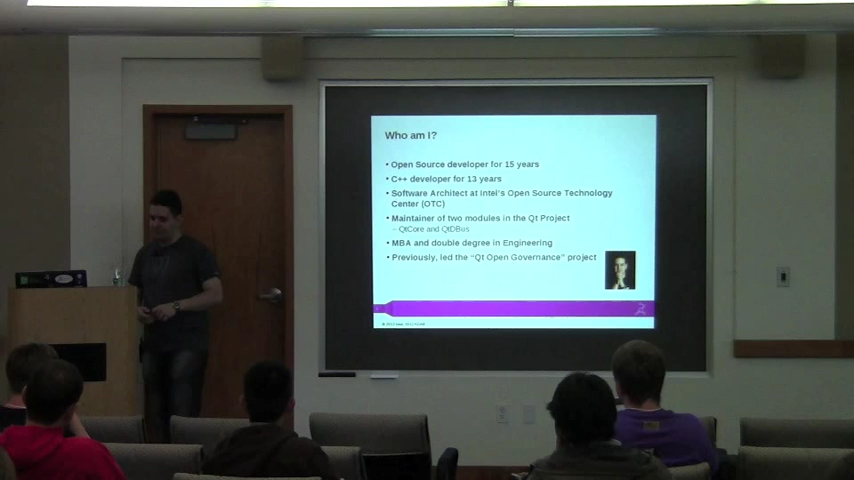 Who am I?
• Open Source developer for 15 years
• C++ developer for 13 years
• Software Architect at Intel's Open Source Technology
Center (OTC)
• Maintainer of two modules in the Qt Project
– QtCore and QtDBus
• MBA and double degree in Engineering
• Previously, led the "Qt Open Governance" project